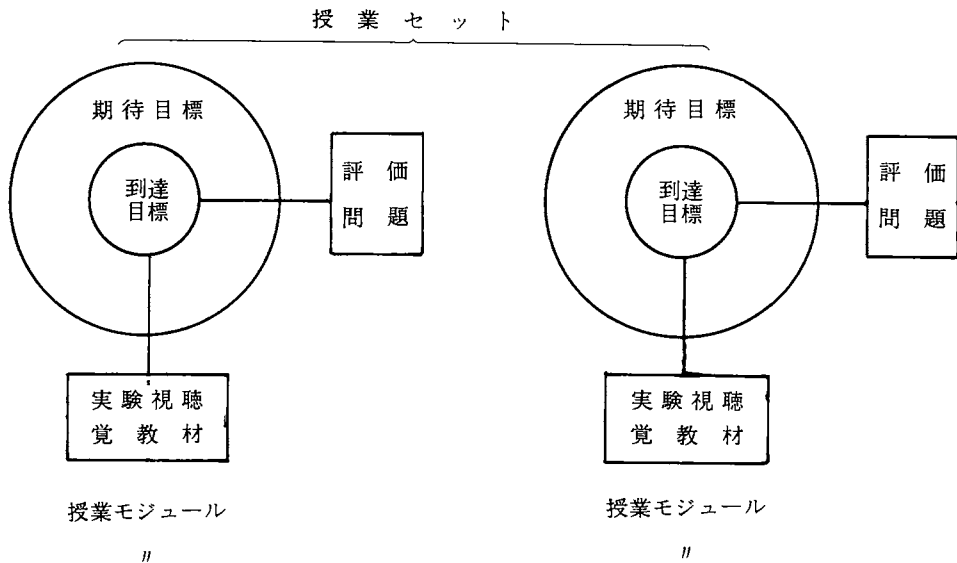 授業セット
期待目標
到達
目標
評価
問題
実験視聴
覚教材
授業モジュール
〃
期待目標
到達
目標
評価
問題
実験視聴
覚教材
授業モジュール
〃